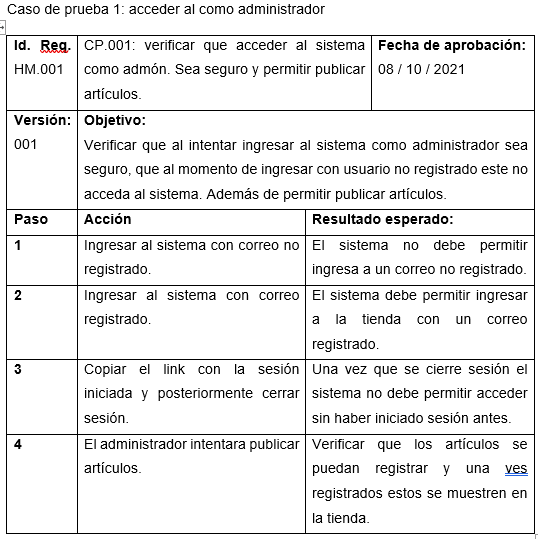 Caso de prueba 1: acceder al como administrador
Id. Req.
HM.001
CP.001: verificar que acceder al sistema
como admón. Sea seguro y permitir publicar
artículos.
Fecha de aprobación:
08 / 10 / 2021
Versión:
001
Objetivo:
Verificar que al intentar ingresar al sistema como administrador sea
seguro, que al momento de ingresar con usuario no registrado este no
acceda al sistema. Además de permitir publicar artículos.
Paso
Acción
Resultado esperado:
1
Ingresar al sistema con correo no
registrado.
El sistema no debe permitir
ingresa a un correo no registrado.
2
Ingresar al sistema con correo
registrado.
El sistema debe permitir ingresar
a la tienda con un correo
registrado.
3
Copiar el link con la sesión
iniciada y posteriormente cerrar
sesión.
Una vez que se cierre sesión el
sistema no debe permitir acceder
sin haber iniciado sesión antes.
4
El administrador intentara publicar
artículos.
Verificar que los artículos se
puedan registrar y una ves
registrados estos se muestren en
la tienda.